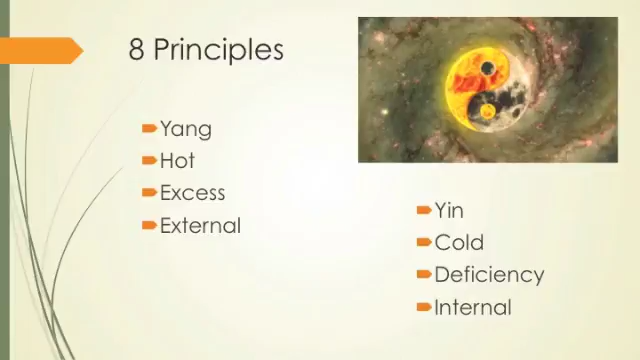 8 Principles
Yang
Hot
Excess
External
Yin
Cold
Deficiency
Internal